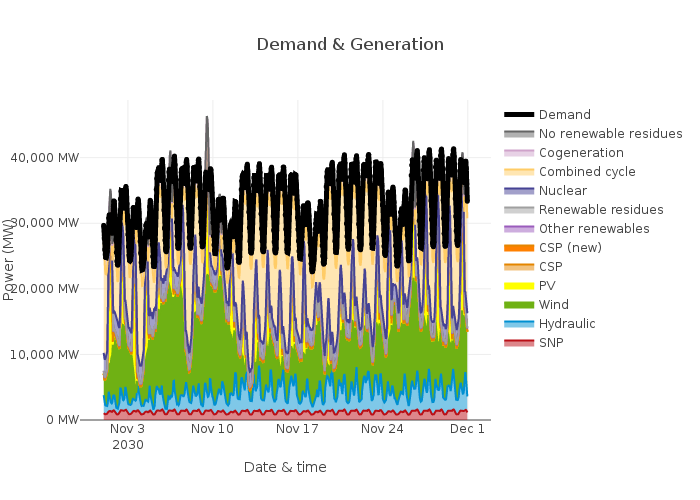 Demand & Generation
Power (MW)
40,000 MW
30,000 MW
20,000 MW
10,000 MW
0 MW
Nov 3
2030
Nov 10
Nov 17
Nov 24
Dec 1
Date & time
Demand
No renewable residues
Cogeneration
Combined cycle
Nuclear
Renewable residues
Other renewables
CSP (new)
CSP
PV
Wind
Hydraulic
SNP